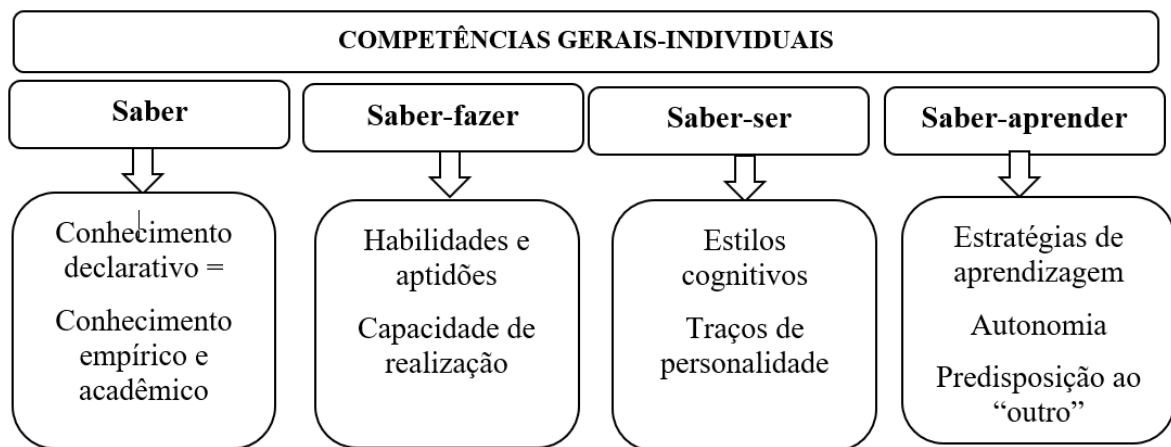 COMPETÊNCIAS GERAIS-INDIVIDUAIS
Saber
Saber-fazer
Saber-ser
Saber-aprender
Conhecimento
declarativo =
Conhecimento
empírico e
acadêmico
Habilidades e
aptidões
Capacidade de
realização
Estilos
cognitivos
Traços de
personalidade
Estratégias de
aprendizagem
Autonomia
Predisposição ao
“outro”